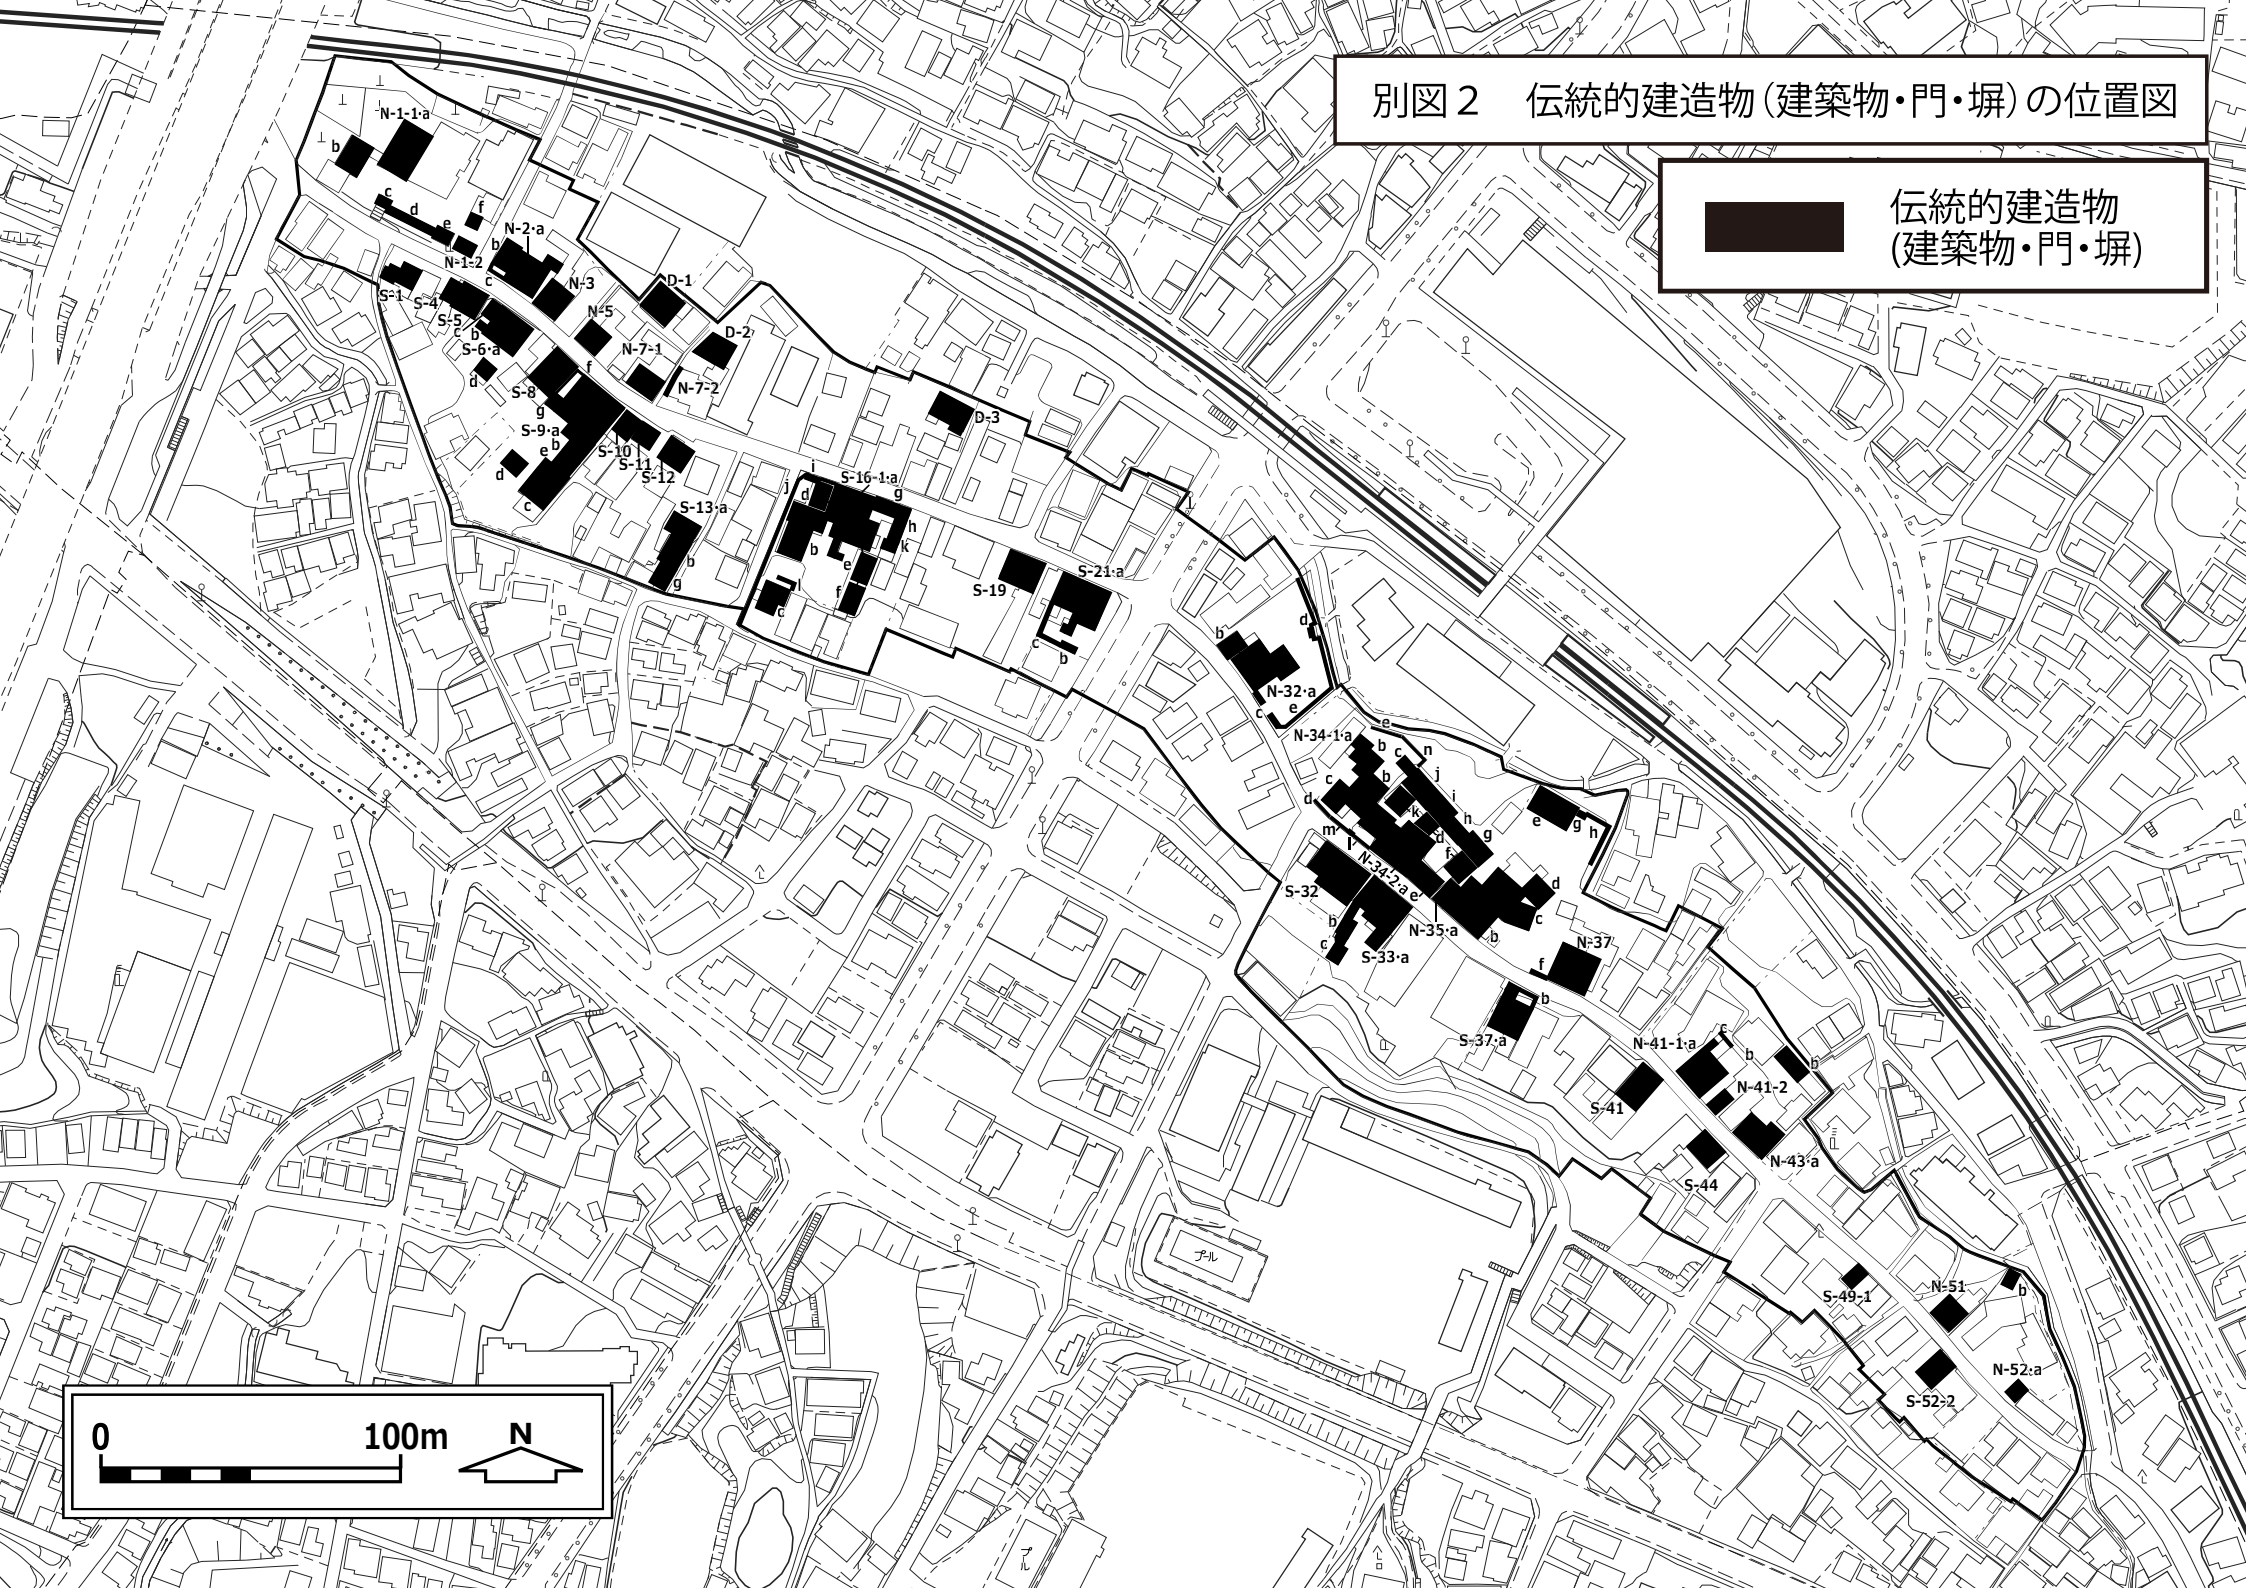 別図２　伝統的建造物（建築物・門・塀）の位置図
伝統的建造物
(建築物・門・塀)
N-1-1・a
b
c
d
e
f
N-1-2
N-2・a
b
c
N-3
D-1
S-1
S-4
S-5
c
b
S-6・a
d
N-5
N-7-1
D-2
N-7-2
S-8
f
g
S-9・a
e
b
d
c
S-10
S-11
S-12
D-3
S-13・a
b
g
i
j
d
S-16-1・a
g
h
k
b
e
l
f
c
S-19
S-21・a
c
b
b
d
N-32・a
c
e
e
N-34-1・a
b
c
n
b
j
c
d
i
k
h
m
d
g
l
f
N-34-2・a
e
e
g
h
S-32
b
c
S-33・a
N-35・a
b
d
c
N-37
f
b
S-37・a
N-41-1・a
c
b
b
N-41-2
S-41
N-43・a
S-44
S-49-1
N-51
b
N-52・a
S-52-2
プール
プール
0
100m
N